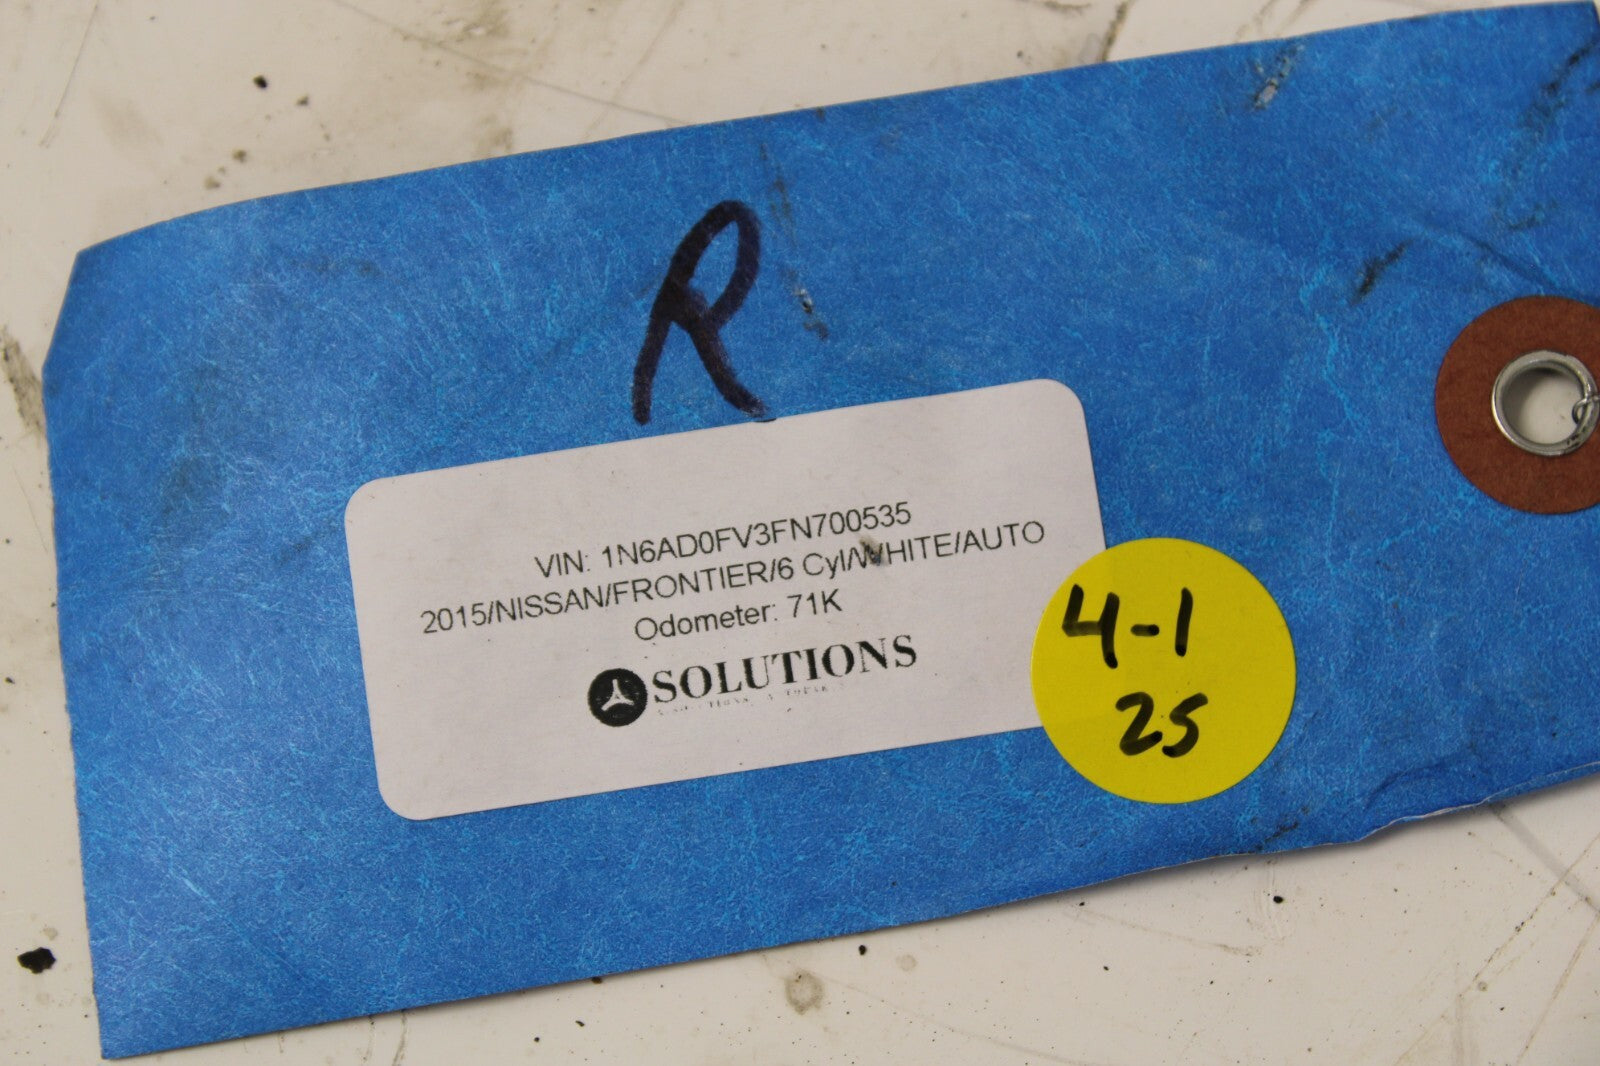 R
VIN: 1N6AD0FV3FN700535
2015/NISSAN/FRONTIER/6 Cyl/WHITE/AUTO
Odometer: 71K
SOLUTIONS
4-1
25